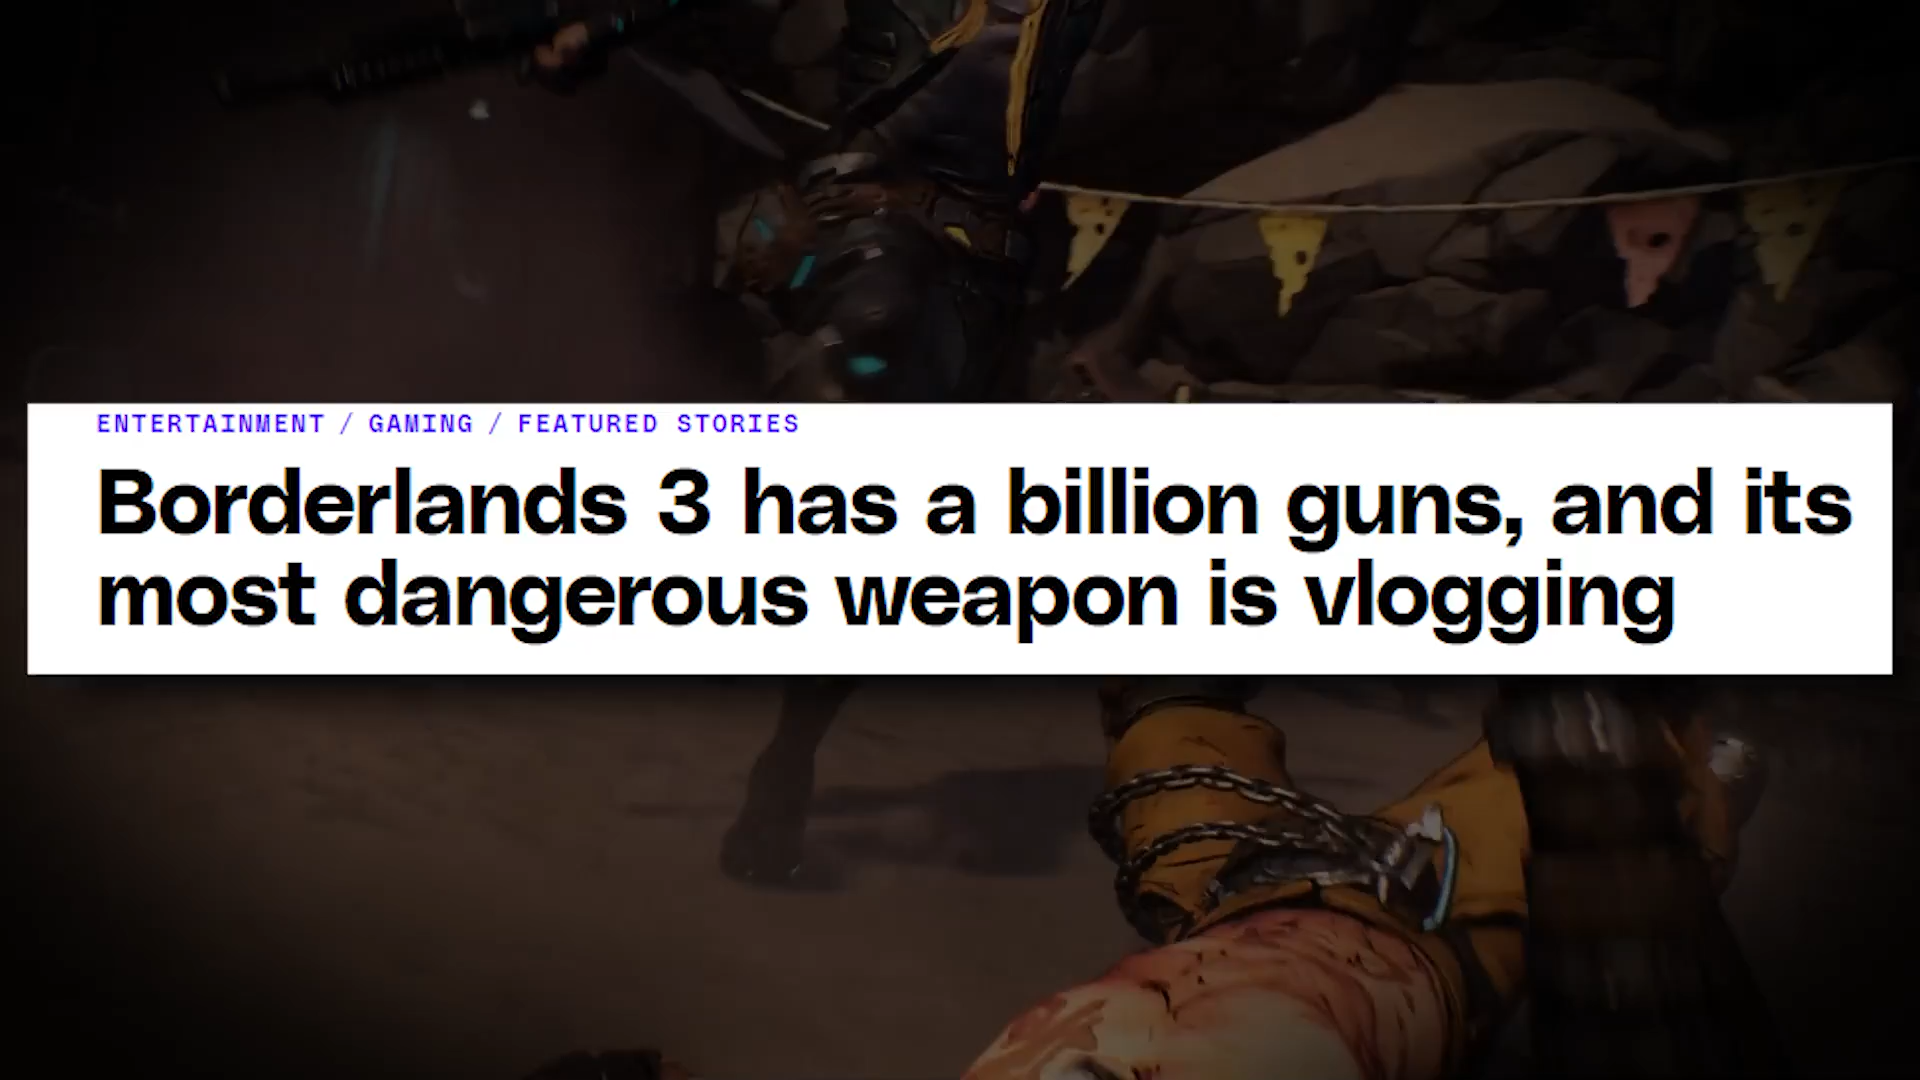 ENTERTAINMENT / GAMING / FEATURED STORIES
Borderlands 3 has a billion guns, and its
most dangerous weapon is vlogging